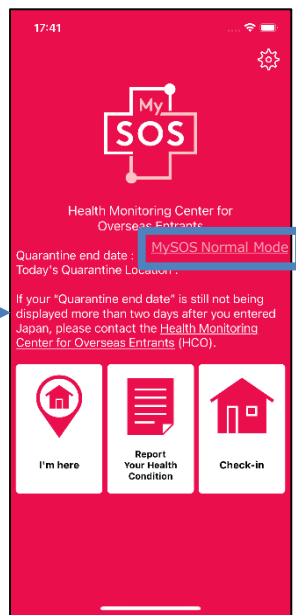 17:41
My
SOS
Health Monitoring Center for
Overseas Entrants
MySOS Normal Mode
Quarantine end
date :
Today's Quarantine Location :
If your "Quarantine end date" is still not being
displayed more than two days after you entered
Japan, please contact the Health Monitoring
Center for Overseas Entrants (HCO).
I'm here
Report
Your Health
Condition
Check-in